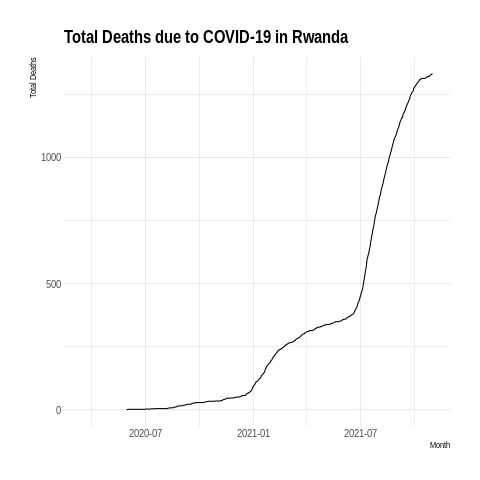 Total Deaths due to COVID-19 in Rwanda
Total Deaths
1000
500
0
2020-07
2021-01
2021-07
Month